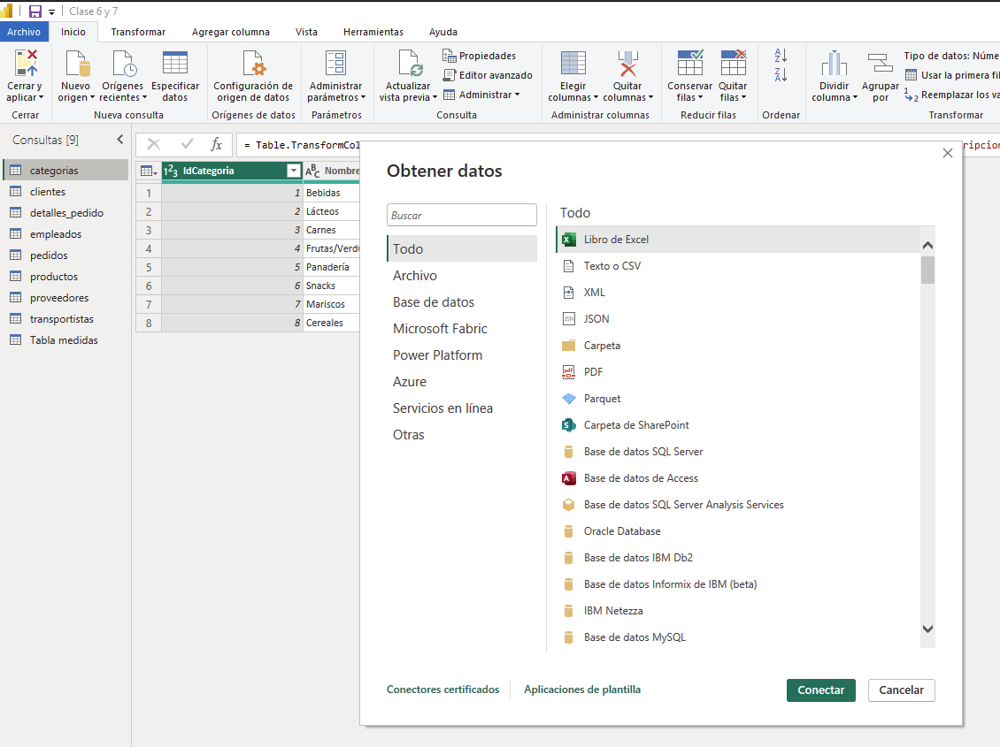 Clase 6 y 7
Archivo Inicio Transformar Agregar columna Vista Herramientas Ayuda
Cerrar y aplicar
Nuevo origen
Orígenes recientes
Especificar datos
Configuración de origen de datos
Administrar parámetros
Actualizar vista previa
Propiedades
Editor avanzado
Administrar
Elegir columnas
Quitar columnas
Conservar filas
Quitar filas
Dividir columna
Agrupar por
Tipo de datos: Núme
Usar la primera fil
Reemplazar los va
Cerrar Nueva consulta Orígenes de datos Parámetros Consulta Administrar columnas Reducir filas Ordenar Transformar
Consultas [9]
categorias
clientes
detalles_pedido
empleados
pedidos
productos
proveedores
transportistas
Tabla medidas
fx = Table.TransformCol
ripcion
IdCategoria Nombre
1 1 Bebidas
2 2 Lácteos
3 3 Carnes
4 4 Frutas/Verdu
5 5 Panadería
6 6 Snacks
7 7 Mariscos
8 8 Cereales
Obtener datos
Buscar
Todo
Archivo
Base de datos
Microsoft Fabric
Power Platform
Azure
Servicios en línea
Otras
Todo
Libro de Excel
Texto o CSV
XML
JSON
Carpeta
PDF
Parquet
Carpeta de SharePoint
Base de datos SQL Server
Base de datos de Access
Base de datos SQL Server Analysis Services
Oracle Database
Base de datos IBM Db2
Base de datos Informix de IBM (beta)
IBM Netezza
Base de datos MySQL
Conectores certificados Aplicaciones de plantilla
Conectar Cancelar